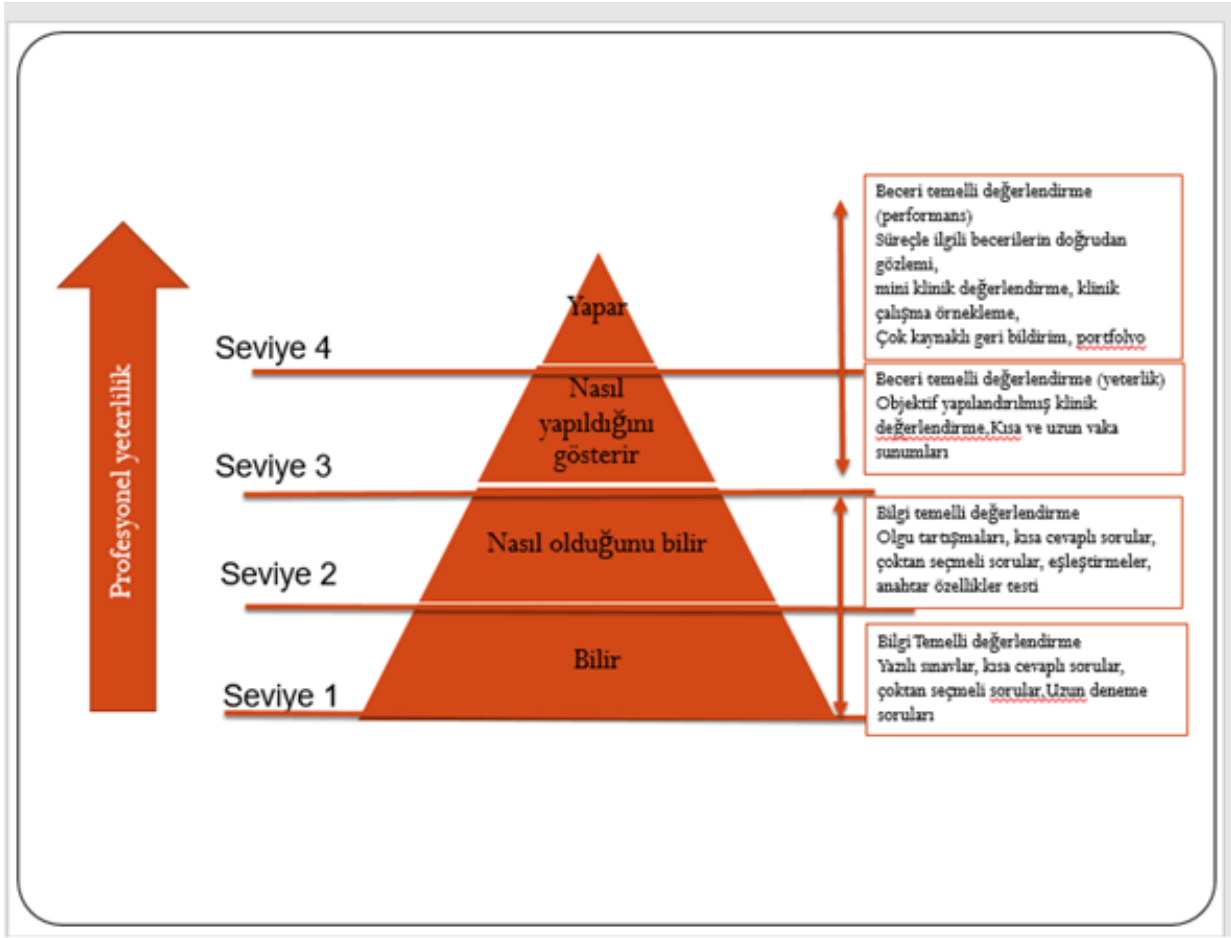 Profesyonel yeterlilik
Seviye 4
Seviye 3
Seviye 2
Seviye 1
Yapar
Nasıl
yapıldığını
gösterir
Nasıl olduğunu bilir
Bilir
Beceri temelli değerlendirme
(performans)
Süreçle ilgili becerilerin doğrudan
gözlemi,
mini klinik değerlendirme, klinik
çalışma örnekleme,
Çok kaynaklı geri bildirim, portfolyo
Beceri temelli değerlendirme (yeterlik)
Objektif yapılandırılmış klinik
değerlendirme,Kısa ve uzun vaka
sunumları
Bilgi temelli değerlendirme
Olgu tartışmaları, kısa cevaplı sorular,
çoktan seçmeli sorular, eşleştirmeler,
anahtar özellikler testi
Bilgi Temelli değerlendirme
Yazılı sınavlar, kısa cevaplı sorular,
çoktan seçmeli sorular,Uzun deneme
soruları